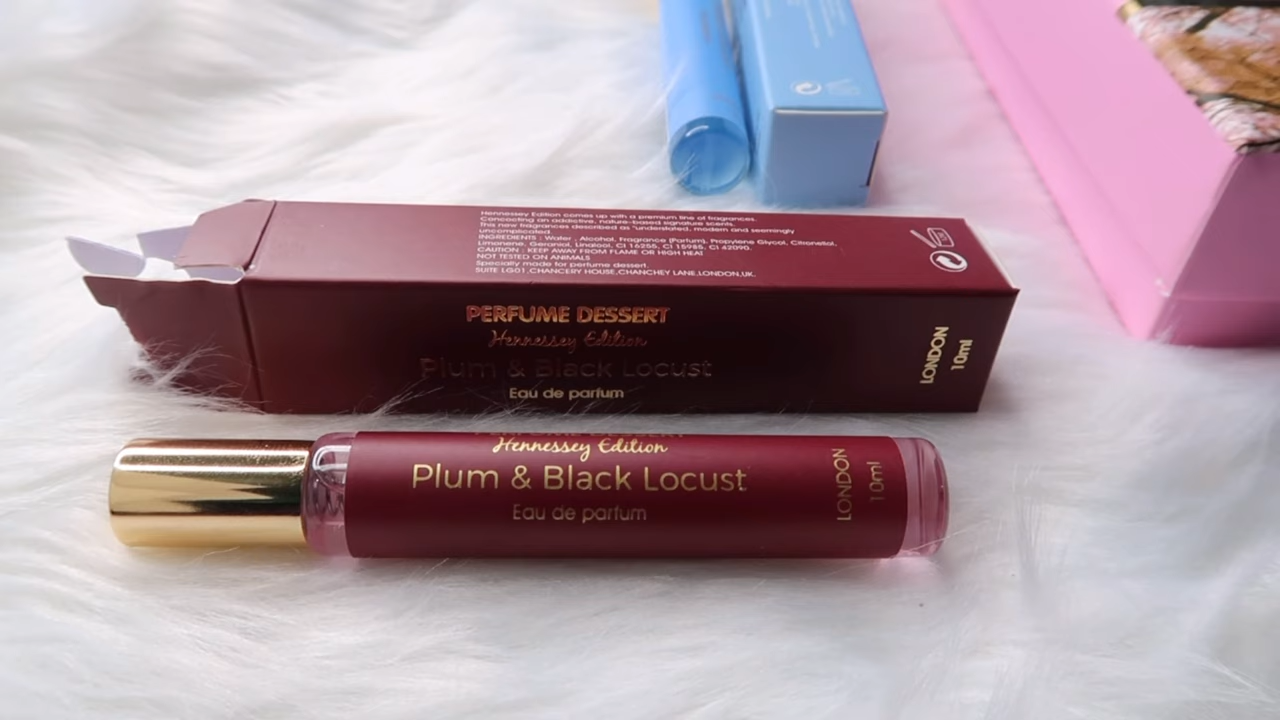 Hennessey Edition comes up with a premium line of fragrances.
Concocting an addictive, nature-based signature scents.
This new fragrances described as "understated, modern and seemingly
uncomplicated.
INGREDIENTS : Water , Alcohol, Fragrance (Parfum), Propylene Glycol, Citronellol,
Limonene, Geraniol, Linalool, CI 16255, CI 15985, CI 42090.
CAUTION : KEEP AWAY FROM FLAME OR HIGH HEAT
NOT TESTED ON ANIMALS
Specially made for perfume dessert.
SUITE LG01.CHANCERY HOUSE,CHANCHEY LANE,LONDON,UK.
PERFUME DESSERT
Hennessey Edition
Plum & Black Locust
Eau de parfum
LONDON
10ml
PERFUME DESSERT
Hennessey Edition
Plum & Black Locust
Eau de parfum
LONDON
10ml